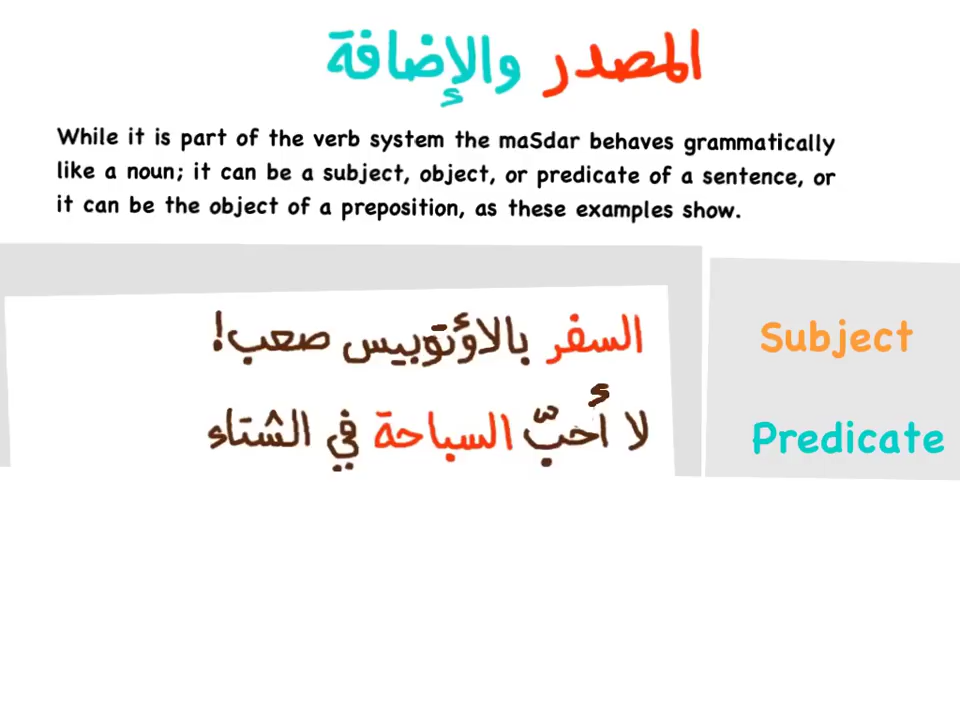 المصدر والإضافة
While it is part of the verb system the maSdar behaves grammatically
like a noun; it can be a subject, object, or predicate of a sentence, or
it can be the object of a preposition, as these examples show.
السفر بالاؤتوبيس صعب!
Subject
لا أحبّ السباحة في الشتاء
Predicate